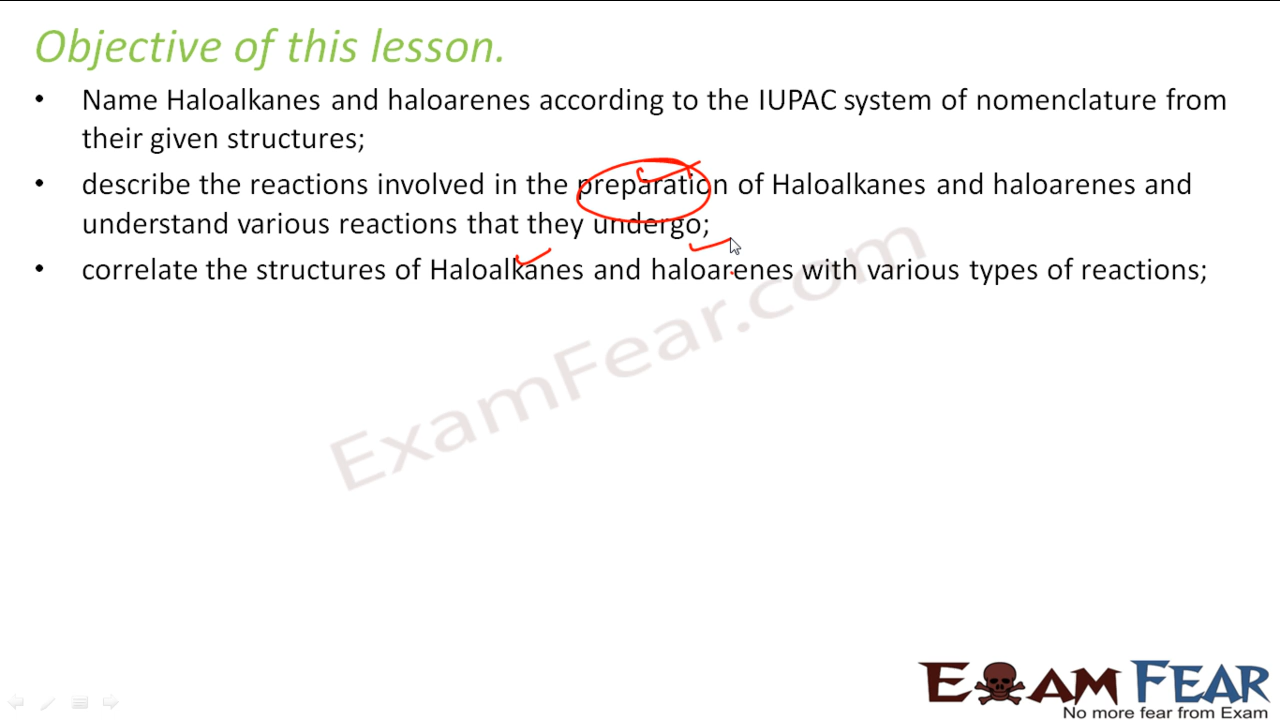 Objective of this lesson.
• Name Haloalkanes and haloarenes according to the IUPAC system of nomenclature from
their given structures;
• describe the reactions involved in the preparation of Haloalkanes and haloarenes and
understand various reactions that they undergo;
• correlate the structures of Haloalkanes and haloarenes with various types of reactions;
ExamFear.com
EXAM FEAR
No more fear from Exam